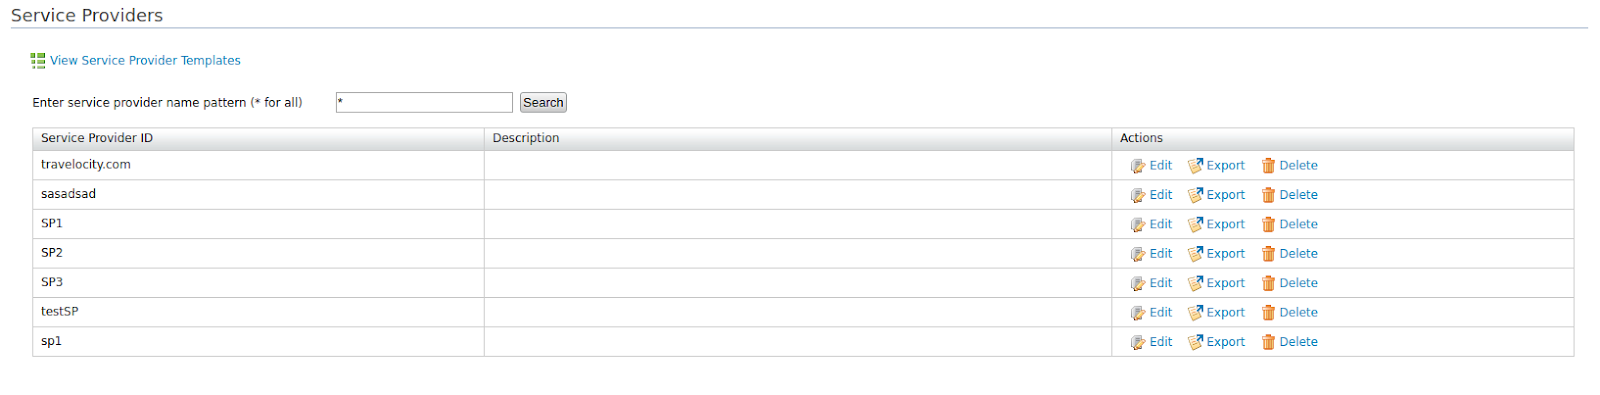 Service Providers
View Service Provider Templates
Enter service provider name pattern (* for all) * Search
Service Provider ID Description Actions
travelocity.com Edit Export Delete
sasadsad Edit Export Delete
SP1 Edit Export Delete
SP2 Edit Export Delete
SP3 Edit Export Delete
testSP Edit Export Delete
sp1 Edit Export Delete